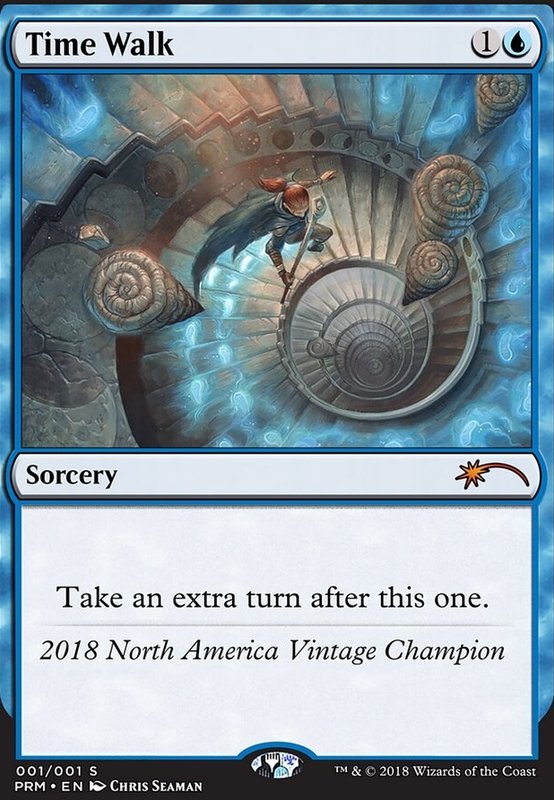 Time Walk 1
Sorcery
Take an extra turn after this one.
2018 North America Vintage Champion
001/001 S
PRM • EN Chris Seaman
™ & © 2018 Wizards of the Coast